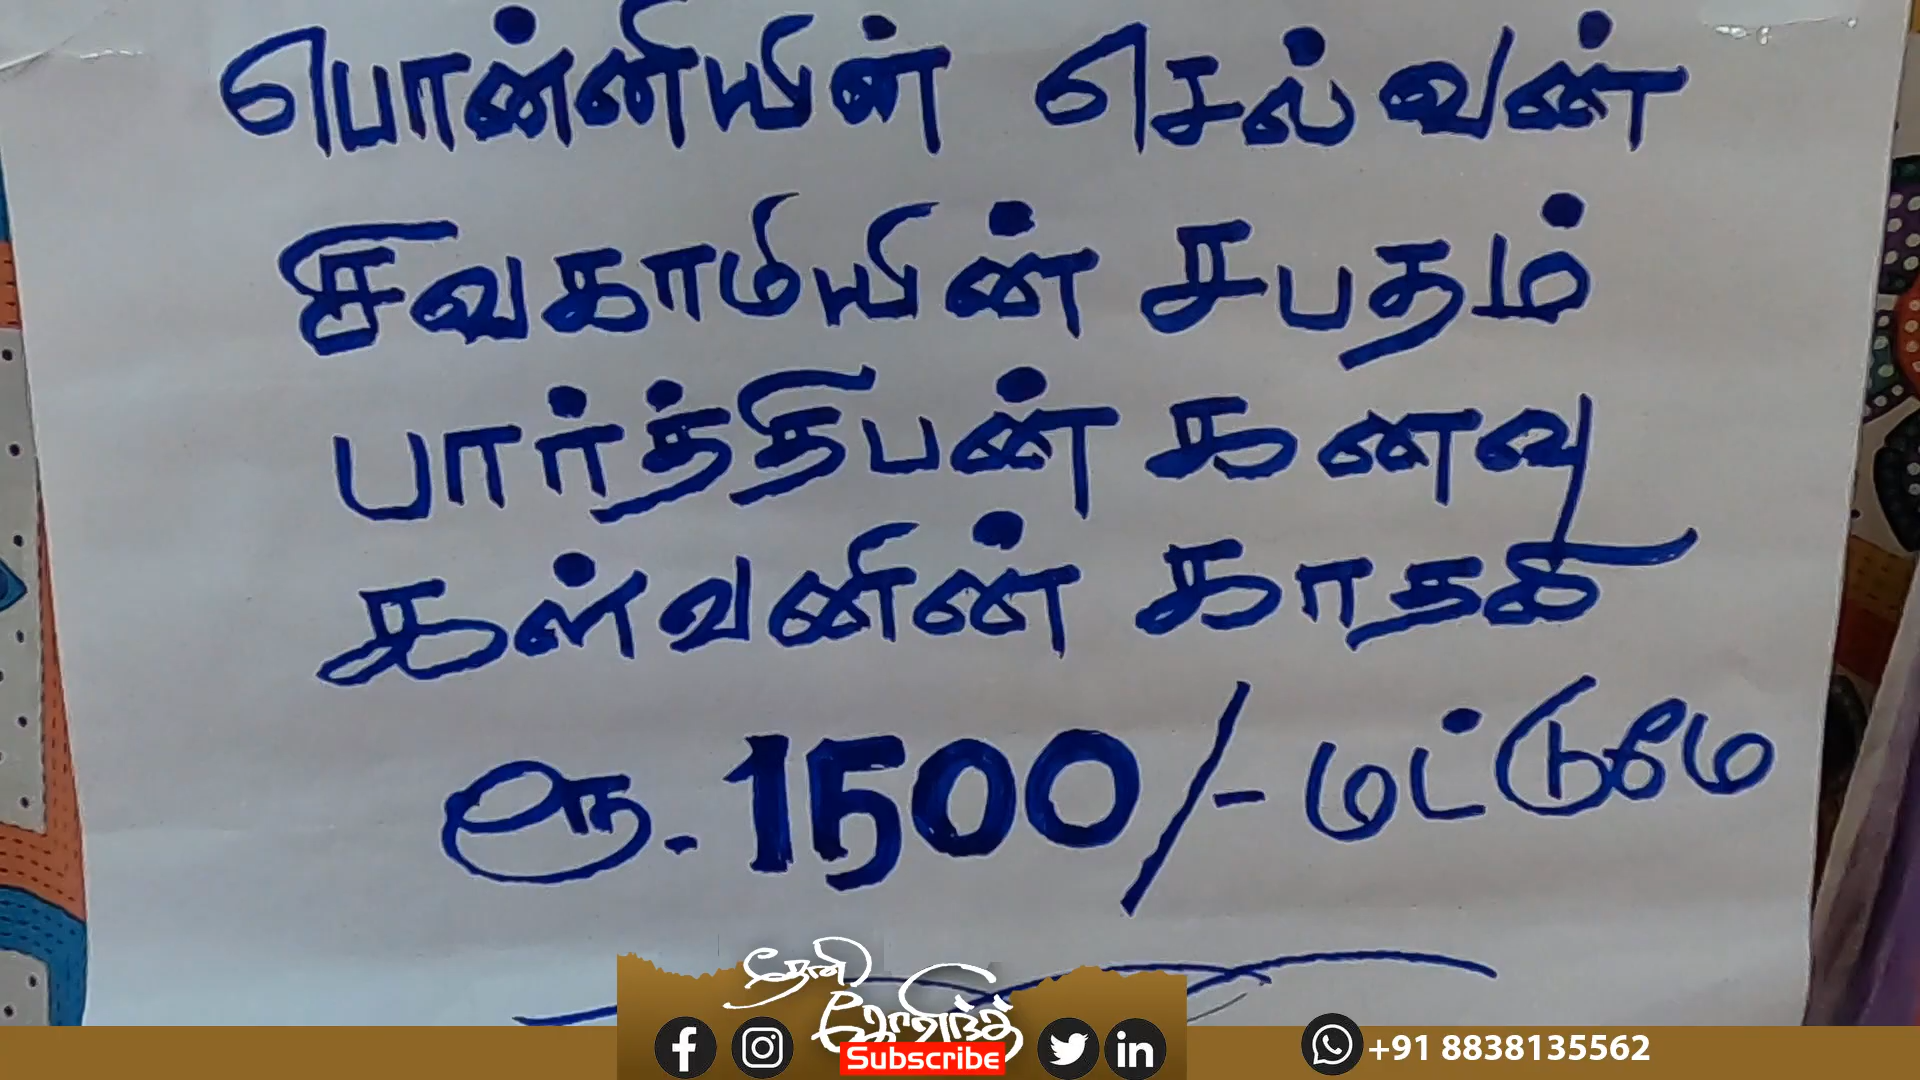 பொன்னியின் செல்வன்
சிவகாமியின் சபதம்
பார்த்திபன் கனவு
கள்வனின் காதலி
ரூ. 1500/- மட்டுமே
தேனி
கோவிந்த்
Subscribe
+91 8838135562